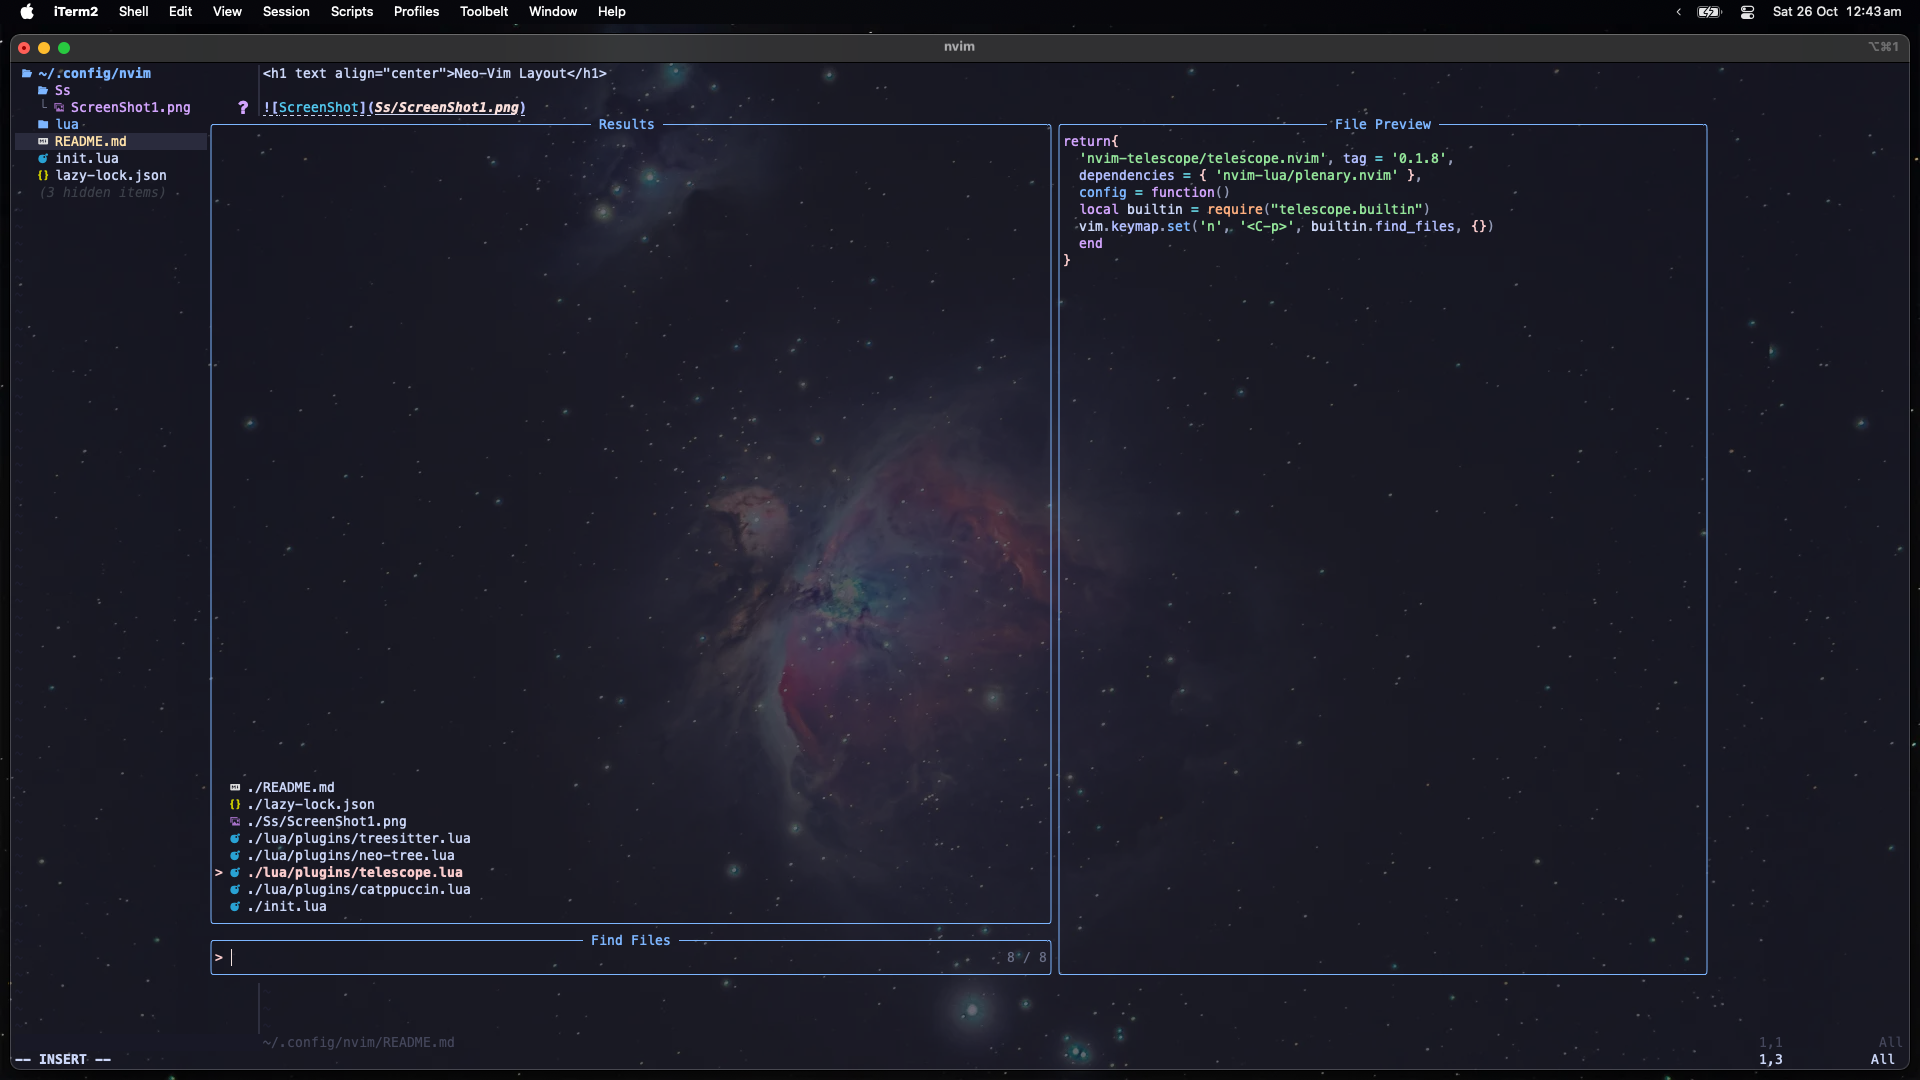 iTerm2 Shell Edit View Session Scripts Profiles Toolbelt Window Help Sat 26 Oct 12:43 am
nvim ⌥⌘1
~/.config/nvim
Ss
ScreenShot1.png
lua
README.md
init.lua
lazy-lock.json
(3 hidden items)
<h1 text align="center">Neo-Vim Layout</h1>
? ![ScreenShot](Ss/ScreenShot1.png)
Results
./README.md
./lazy-lock.json
./Ss/ScreenShot1.png
./lua/plugins/treesitter.lua
./lua/plugins/neo-tree.lua
> ./lua/plugins/telescope.lua
./lua/plugins/catppuccin.lua
./init.lua
Find Files
> 8 / 8
File Preview
return{
'nvim-telescope/telescope.nvim', tag = '0.1.8',
dependencies = { 'nvim-lua/plenary.nvim' },
config = function()
local builtin = require("telescope.builtin")
vim.keymap.set('n', '<C-p>', builtin.find_files, {})
end
}
~/.config/nvim/README.md 1,1 All
-- INSERT -- 1,3 All